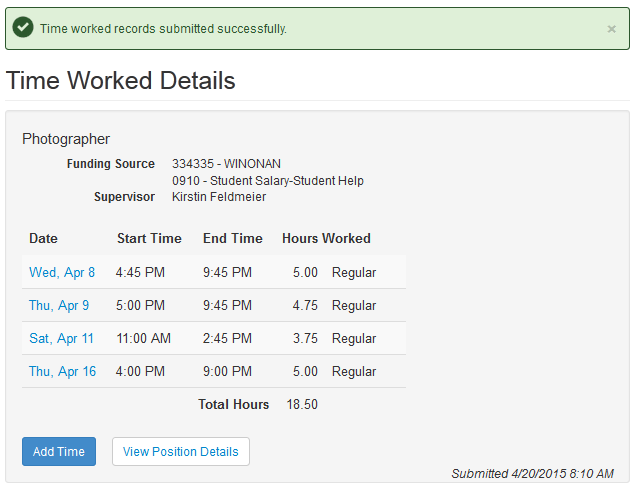 Time worked records submitted successfully. ×
Time Worked Details
Photographer
Funding Source 334335 - WINONAN
0910 - Student Salary-Student Help
Supervisor Kirstin Feldmeier
Date Start Time End Time Hours Worked
Wed, Apr 8 4:45 PM 9:45 PM 5.00 Regular
Thu, Apr 9 5:00 PM 9:45 PM 4.75 Regular
Sat, Apr 11 11:00 AM 2:45 PM 3.75 Regular
Thu, Apr 16 4:00 PM 9:00 PM 5.00 Regular
Total Hours 18.50
Add Time View Position Details
Submitted 4/20/2015 8:10 AM